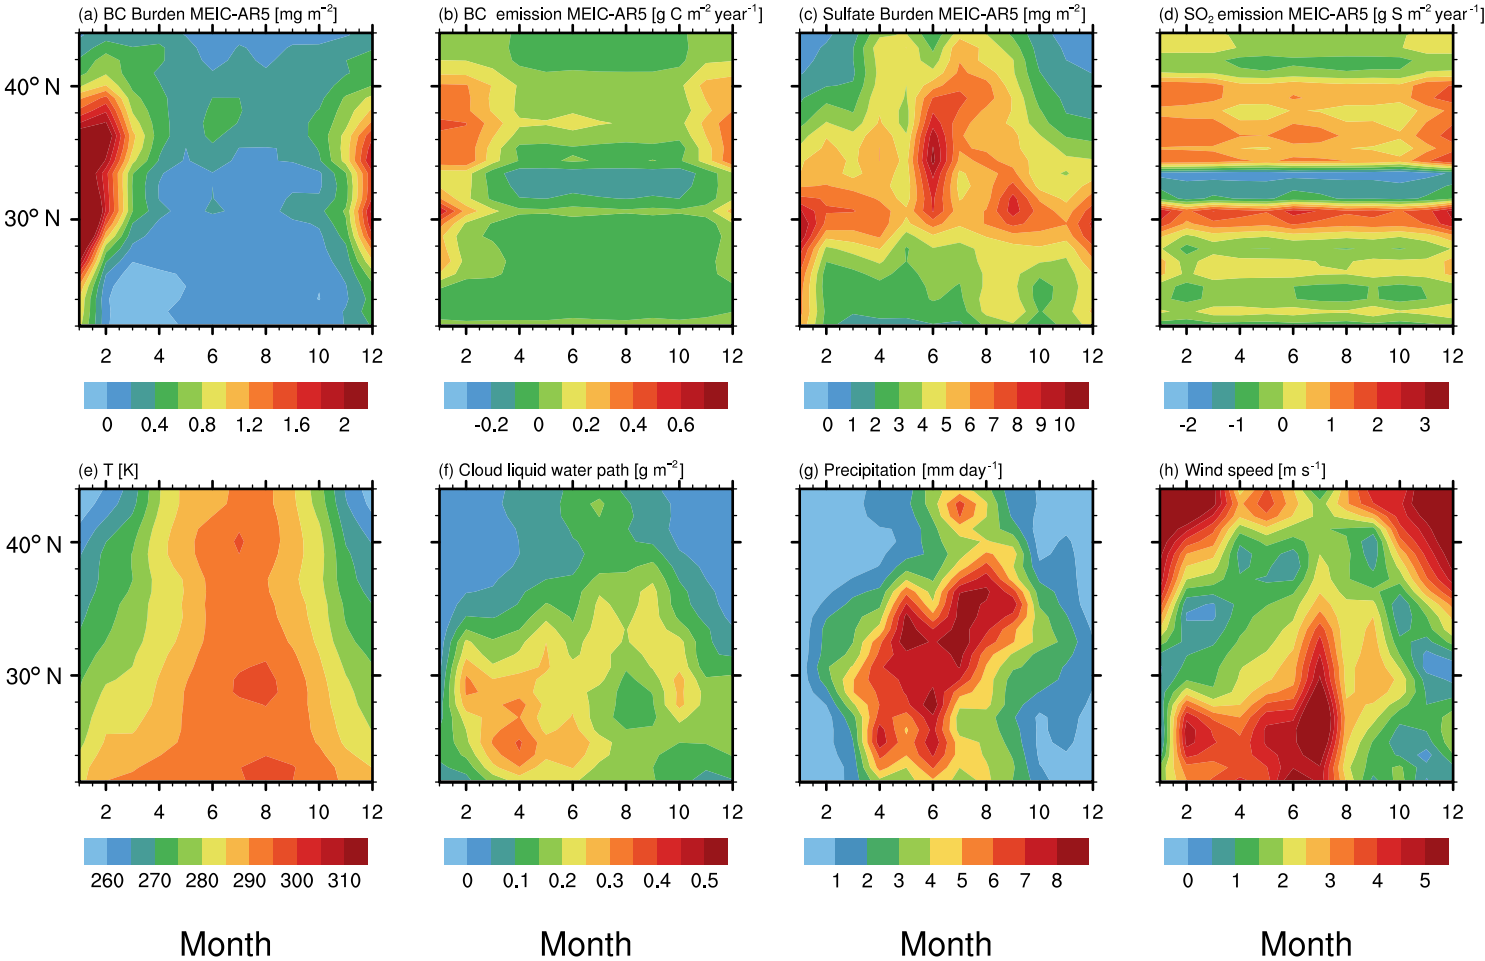 (a) BC Burden MEIC-AR5 [mg m⁻²]
(b) BC emission MEIC-AR5 [g C m⁻² year⁻¹]
(c) Sulfate Burden MEIC-AR5 [mg m⁻²]
(d) SO₂ emission MEIC-AR5 [g S m⁻² year⁻¹]
40° N
30° N
2 4 6 8 10 12
2 4 6 8 10 12
2 4 6 8 10 12
2 4 6 8 10 12
0 0.4 0.8 1.2 1.6 2
-0.2 0 0.2 0.4 0.6
0 1 2 3 4 5 6 7 8 9 10
-2 -1 0 1 2 3
(e) T [K]
(f) Cloud liquid water path [g m⁻²]
(g) Precipitation [mm day⁻¹]
(h) Wind speed [m s⁻¹]
40° N
30° N
2 4 6 8 10 12
2 4 6 8 10 12
2 4 6 8 10 12
2 4 6 8 10 12
260 270 280 290 300 310
0 0.1 0.2 0.3 0.4 0.5
1 2 3 4 5 6 7 8
0 1 2 3 4 5
Month
Month
Month
Month